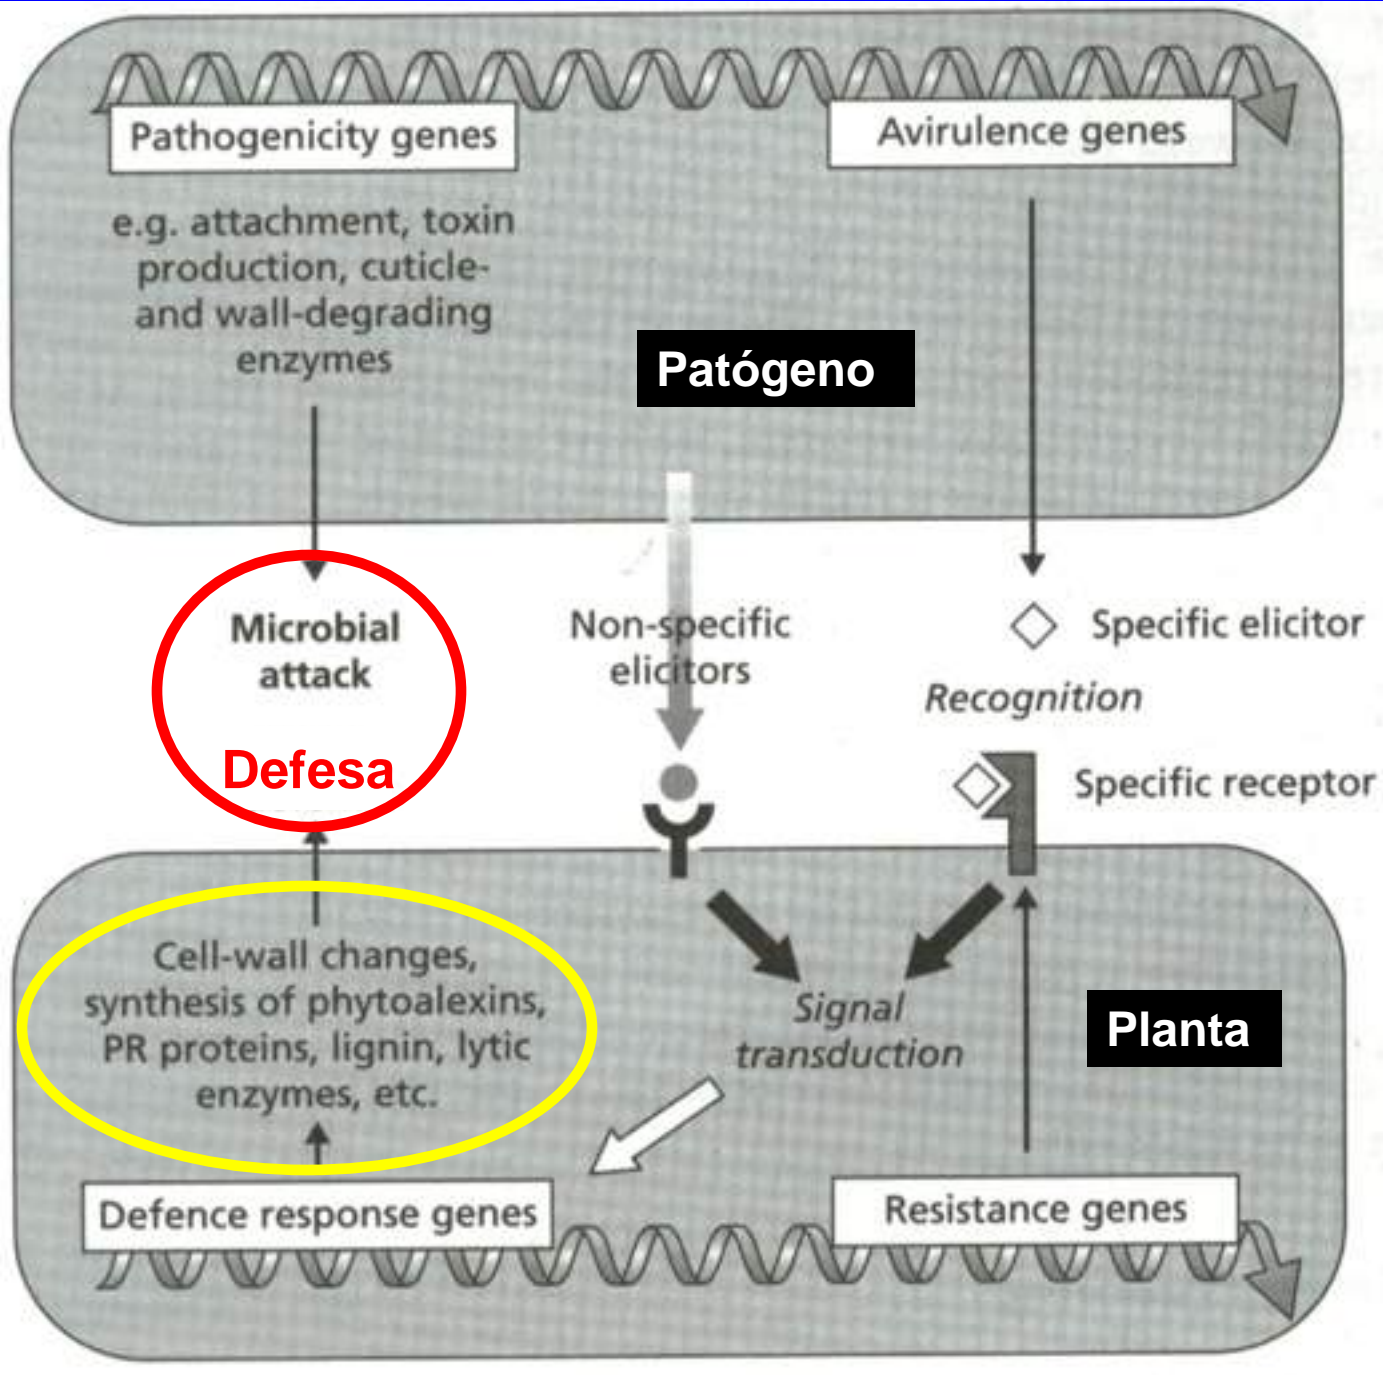 Pathogenicity genes
Avirulence genes
e.g. attachment, toxin
production, cuticle-
and wall-degrading
enzymes
Patógeno
Microbial
attack
Defesa
Non-specific
elicitors
Specific elicitor
Recognition
Specific receptor
Cell-wall changes,
synthesis of phytoalexins,
PR proteins, lignin, lytic
enzymes, etc.
Signal
transduction
Planta
Defence response genes
Resistance genes